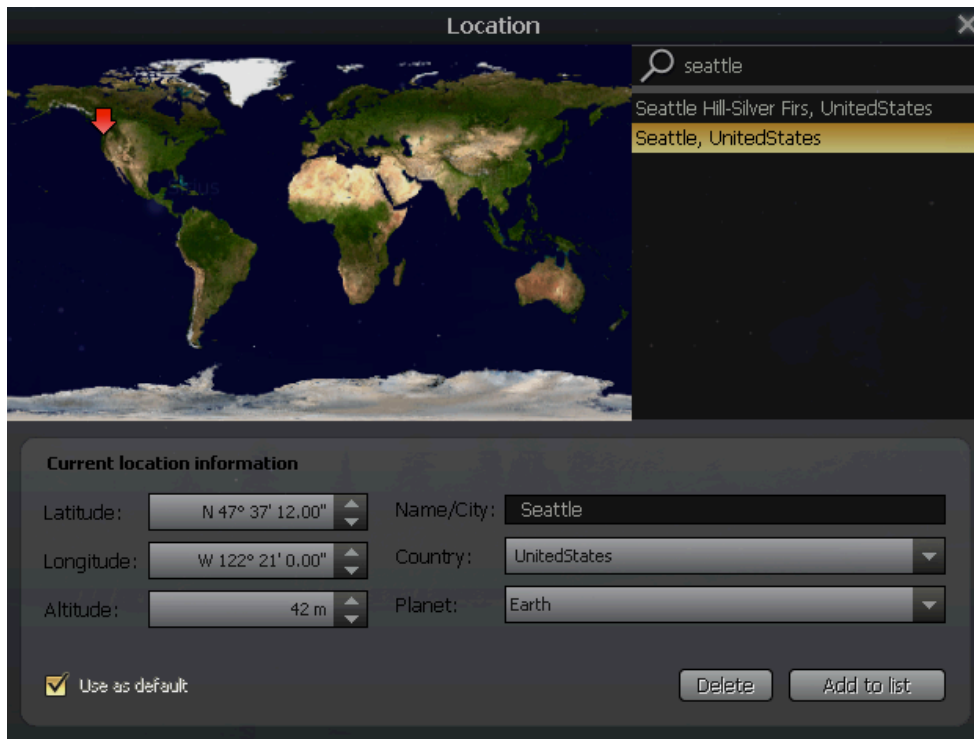 Location
seattle
Seattle Hill-Silver Firs, UnitedStates
Seattle, UnitedStates
Current location information
Latitude: N 47° 37' 12.00" Name/City: Seattle
Longitude: W 122° 21' 0.00" Country: UnitedStates
Altitude: 42 m Planet: Earth
Use as default Delete Add to list